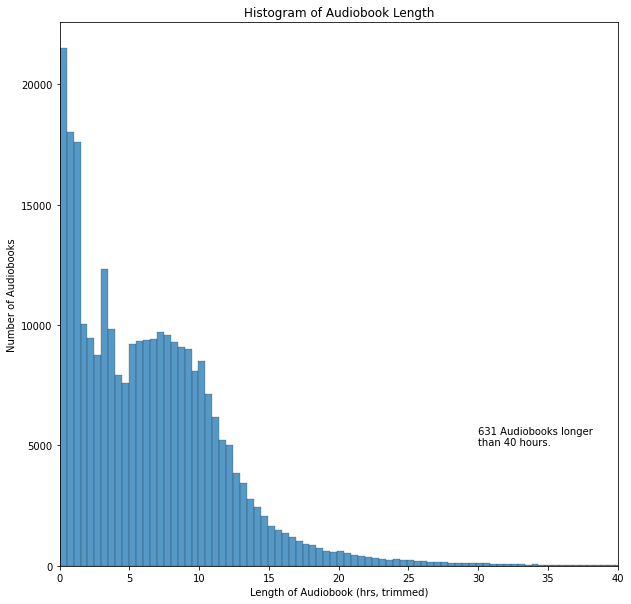 Histogram of Audiobook Length
Number of Audiobooks
20000
15000
10000
5000
0
631 Audiobooks longer
than 40 hours.
0 5 10 15 20 25 30 35 40
Length of Audiobook (hrs, trimmed)